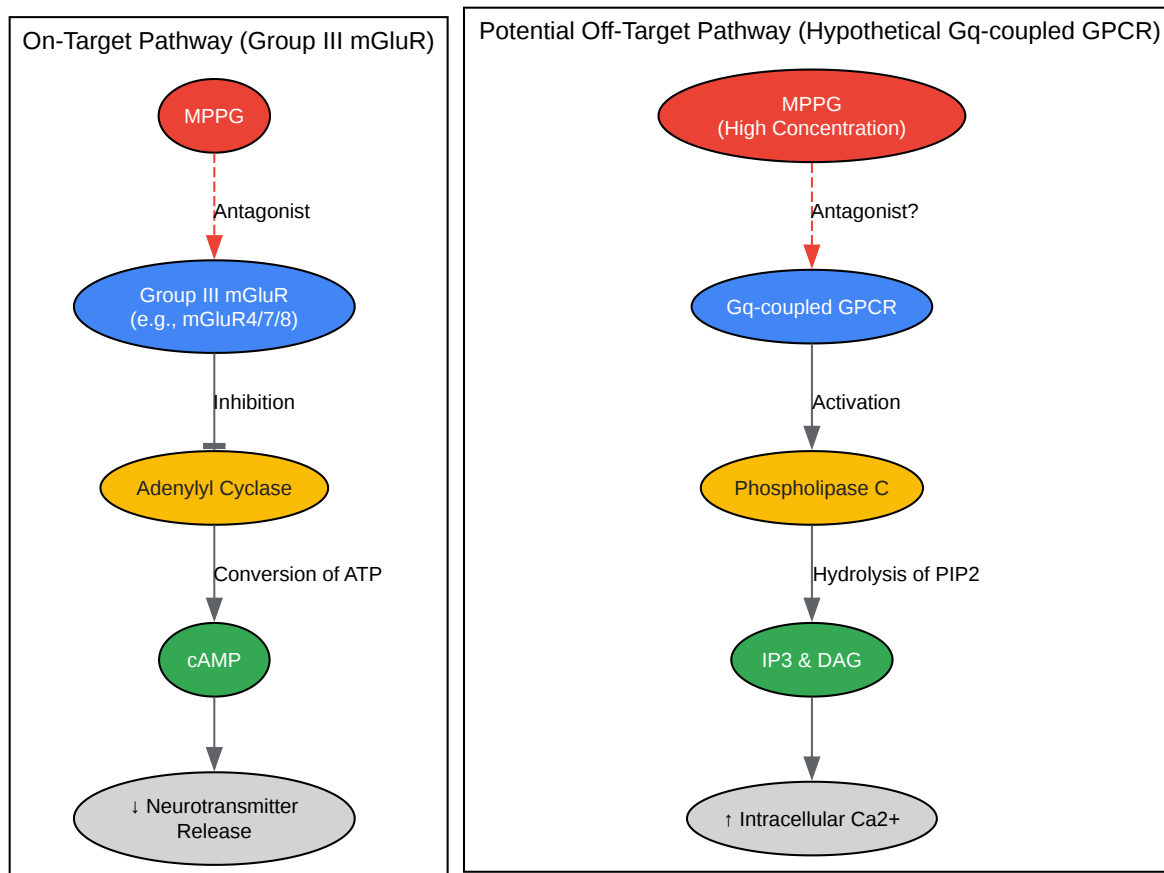 On-Target Pathway (Group III mGluR)
MPPG
Antagonist
Group III mGluR
(e.g., mGluR4/7/8)
Inhibition
Adenylyl Cyclase
Conversion of ATP
cAMP
↓ Neurotransmitter
Release
Potential Off-Target Pathway (Hypothetical Gq-coupled GPCR)
MPPG
(High Concentration)
Antagonist?
Gq-coupled GPCR
Activation
Phospholipase C
Hydrolysis of PIP2
IP3 & DAG
↑ Intracellular Ca2+